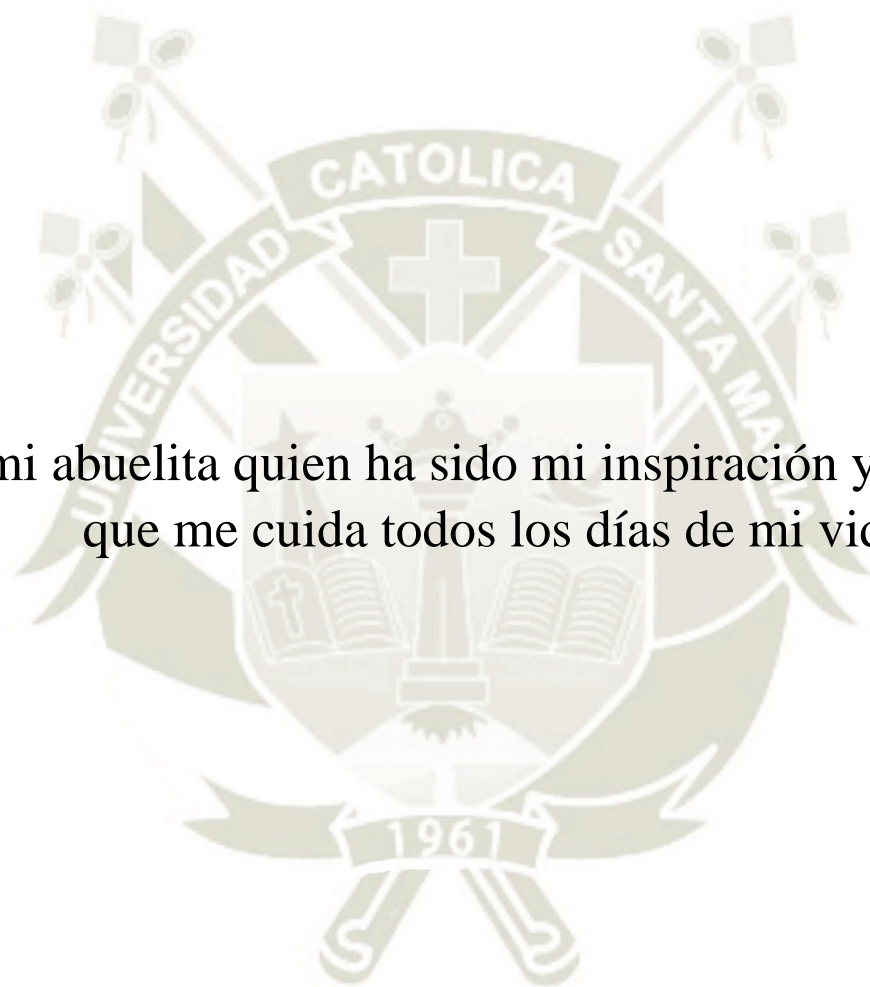 UNIVERSIDAD CATOLICA SANTA MARIA
mi abuelita quien ha sido mi inspiración y
que me cuida todos los días de mi
1961